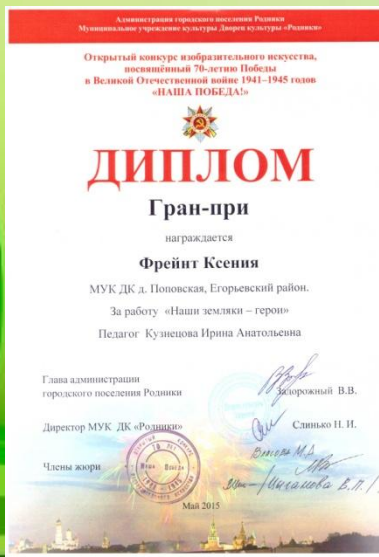 Администрация городского поселения Родники
Муниципальное учреждение культуры Дворец культуры «Родники»
Открытый конкурс изобразительного искусства,
посвящённый 70-летию Победы
в Великой Отечественной войне 1941–1945 годов
«НАША ПОБЕДА!»
ДИПЛОМ
Гран-при
награждается
Фрейнт Ксения
МУК ДК д. Поповская, Егорьевский район.
За работу «Наши земляки – герои»
Педагог Кузнецова Ирина Анатольевна
Глава администрации
городского поселения Родники Задорожный В.В.
Директор МУК ДК «Родники» Слинько Н. И.
Члены жюри
Май 2015